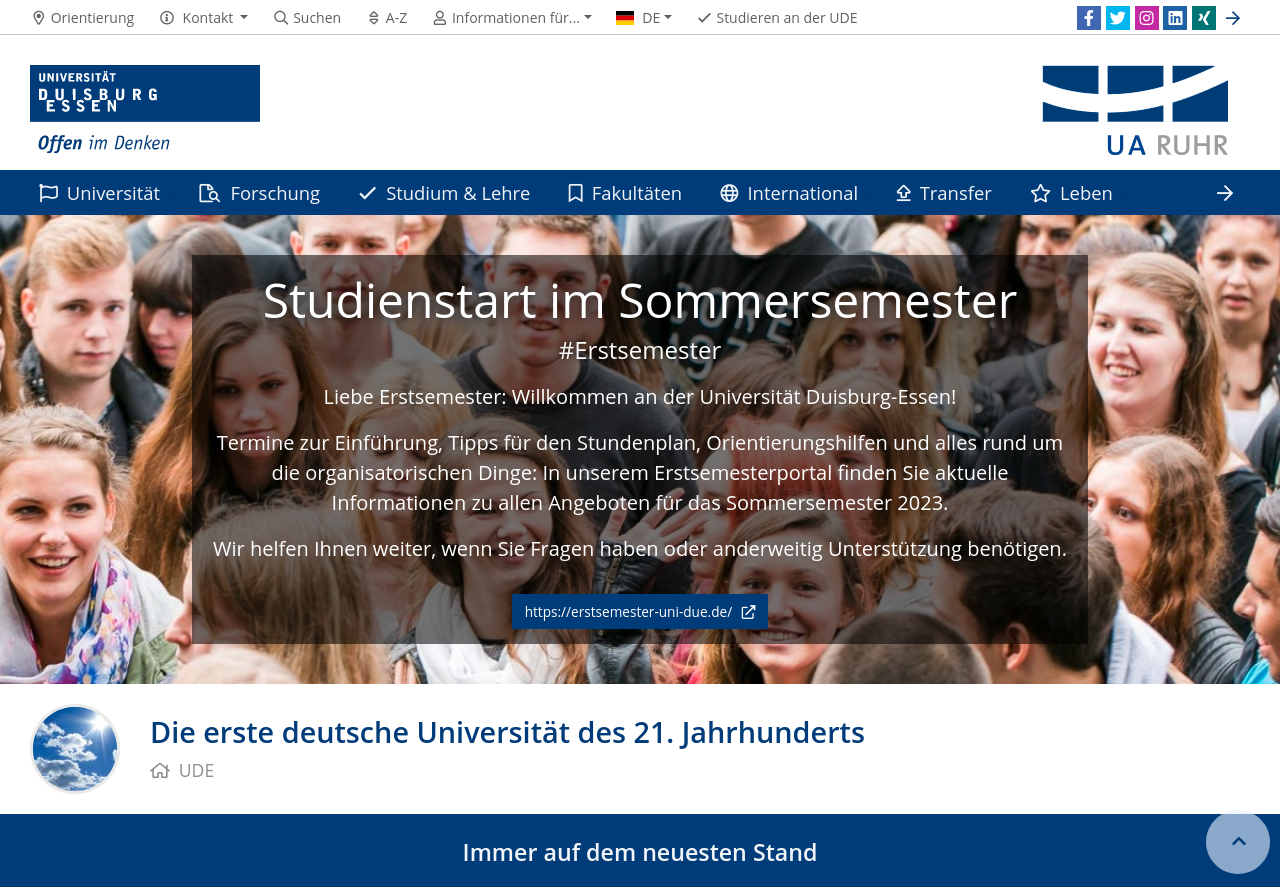 Orientierung Kontakt Suchen A-Z Informationen für... DE Studieren an der UDE
UNIVERSITÄT
DUISBURG
ESSEN
Offen im Denken
UA RUHR
Universität Forschung Studium & Lehre Fakultäten International Transfer Leben
Studienstart im Sommersemester
#Erstsemester
Liebe Erstsemester: Willkommen an der Universität Duisburg-Essen!
Termine zur Einführung, Tipps für den Stundenplan, Orientierungshilfen und alles rund um
die organisatorischen Dinge: In unserem Erstsemesterportal finden Sie aktuelle
Informationen zu allen Angeboten für das Sommersemester 2023.
Wir helfen Ihnen weiter, wenn Sie Fragen haben oder anderweitig Unterstützung benötigen.
https://erstsemester-uni-due.de/
Die erste deutsche Universität des 21. Jahrhunderts
UDE
Immer auf dem neuesten Stand